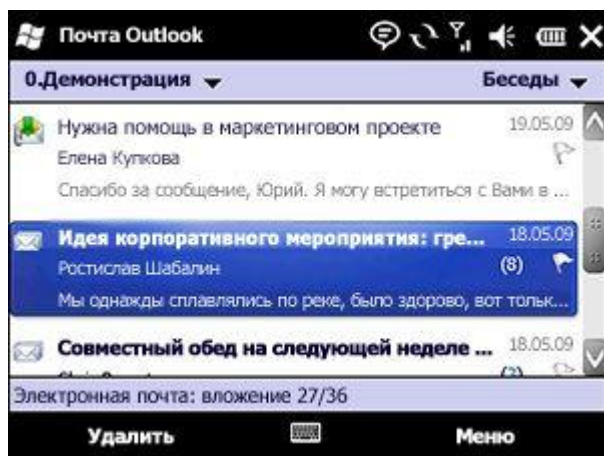 Почта Outlook
0.Демонстрация Беседы
Нужна помощь в маркетинговом проекте 19.05.09
Елена Купкова
Спасибо за сообщение, Юрий. Я могу встретиться с Вами в ...
Идея корпоративного мероприятия: гре... 18.05.09
Ростислав Шабалин (8)
Мы однажды сплавлялись по реке, было здорово, вот тольк...
Совместный обед на следующей неделе ... 18.05.09
Электронная почта: вложение 27/36
Удалить Меню